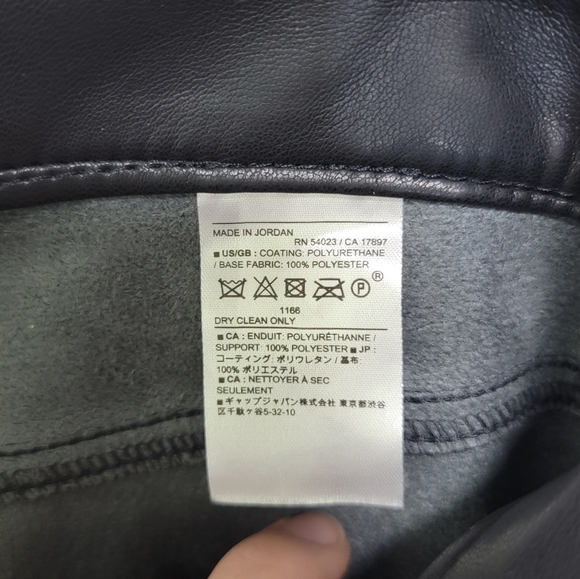 MADE IN JORDAN
RN 54023 / CA 17897
■ US/GB : COATING: POLYURETHANE
/ BASE FABRIC: 100% POLYESTER
P ®
1166
DRY CLEAN ONLY
■ CA : ENDUIT: POLYURÉTHANNE /
SUPPORT: 100% POLYESTER ■ JP :
コーティング: ポリウレタン / 基布:
100% ポリエステル
■ CA : NETTOYER À SEC
SEULEMENT
■ ギャップジャパン株式会社 東京都渋谷
区千駄ヶ谷5-32-10